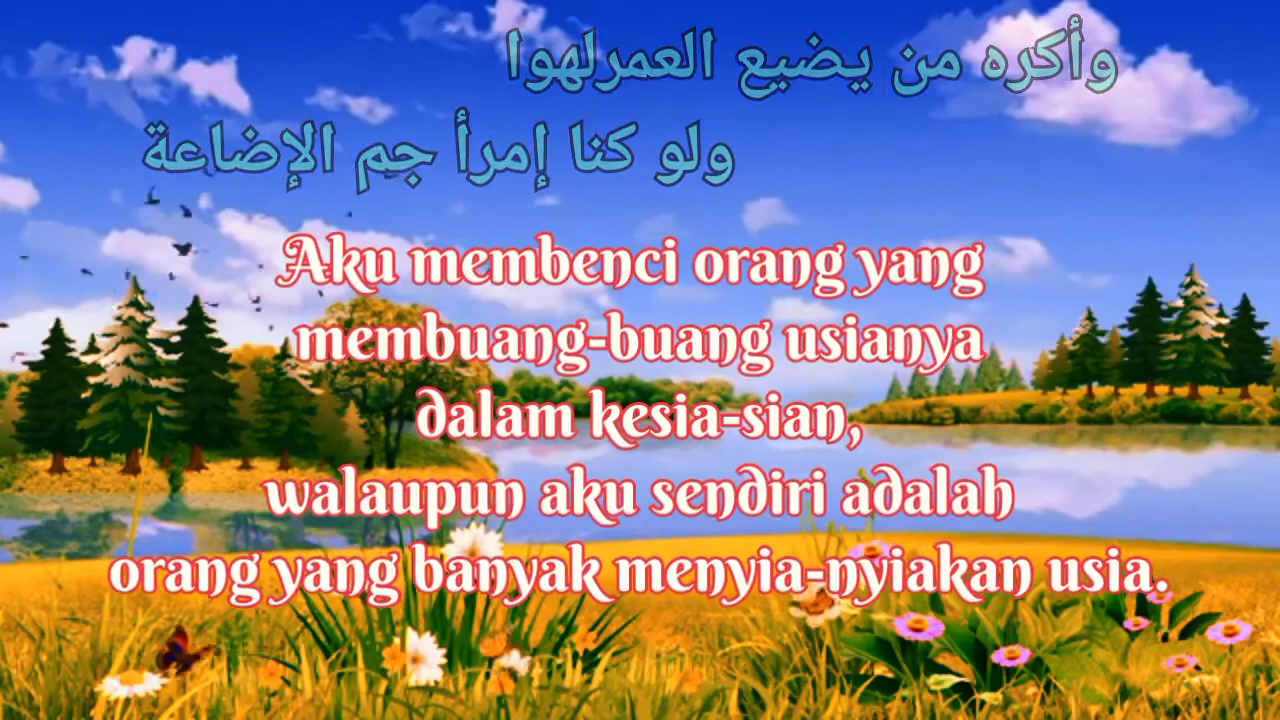 وأكره من يضيع العمرلهوا
ولو كنا إمرأ جم الإضاعة
Aku membenci orang yang
membuang-buang usianya
dalam kesia-sian,
walaupun aku sendiri adalah
orang yang banyak menyia-nyiakan usia.